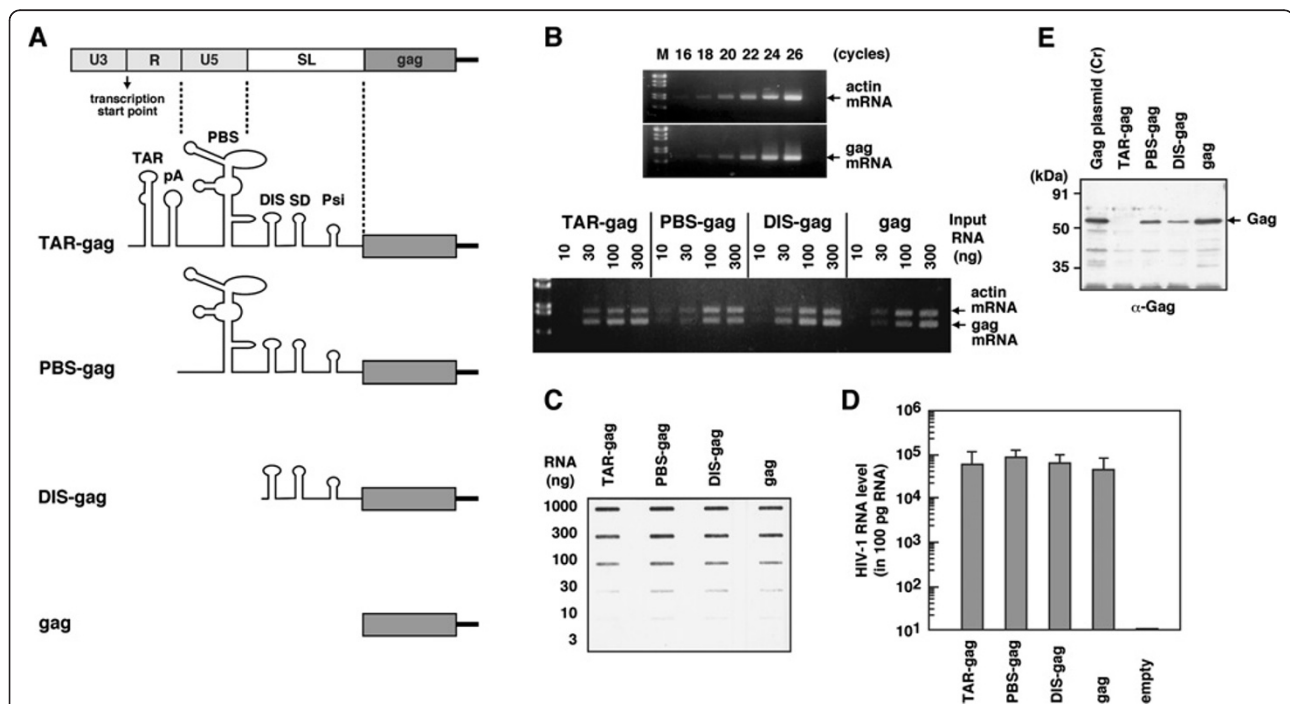 A
U3 R U5 SL gag
transcription
start point
PBS
TAR
pA
DIS SD Psi
TAR-gag
PBS-gag
DIS-gag
gag
B
M 16 18 20 22 24 26 (cycles)
actin
mRNA
gag
mRNA
TAR-gag PBS-gag DIS-gag gag Input
RNA
(ng)
10 30 100 300 10 30 100 300 10 30 100 300 10 30 100 300
actin
mRNA
gag
mRNA
C
RNA
(ng)
TAR-gag PBS-gag DIS-gag gag
1000
300
100
30
10
3
D
HIV-1 RNA level
(in 100 pg RNA)
10⁶
10⁵
10⁴
10³
10²
10¹
TAR-gag PBS-gag DIS-gag gag empty
E
Gag plasmid (Cr) TAR-gag PBS-gag DIS-gag gag
(kDa)
91
50
35
Gag
α-Gag